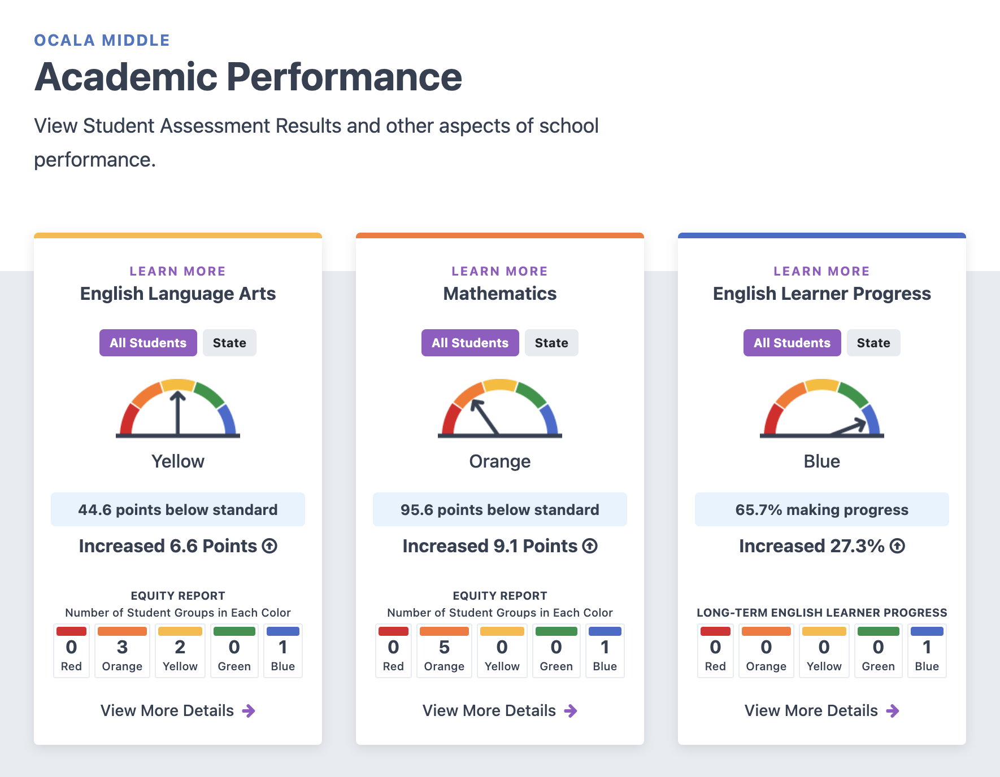 OCALA MIDDLE
Academic Performance
View Student Assessment Results and other aspects of school
performance.
LEARN MORE
English Language Arts
All Students State
Yellow
44.6 points below standard
Increased 6.6 Points
EQUITY REPORT
Number of Student Groups in Each Color
0 3 2 0 1
Red Orange Yellow Green Blue
View More Details
LEARN MORE
Mathematics
All Students State
Orange
95.6 points below standard
Increased 9.1 Points
EQUITY REPORT
Number of Student Groups in Each Color
0 5 0 0 1
Red Orange Yellow Green Blue
View More Details
LEARN MORE
English Learner Progress
All Students State
Blue
65.7% making progress
Increased 27.3%
LONG-TERM ENGLISH LEARNER PROGRESS
0 0 0 0 1
Red Orange Yellow Green Blue
View More Details